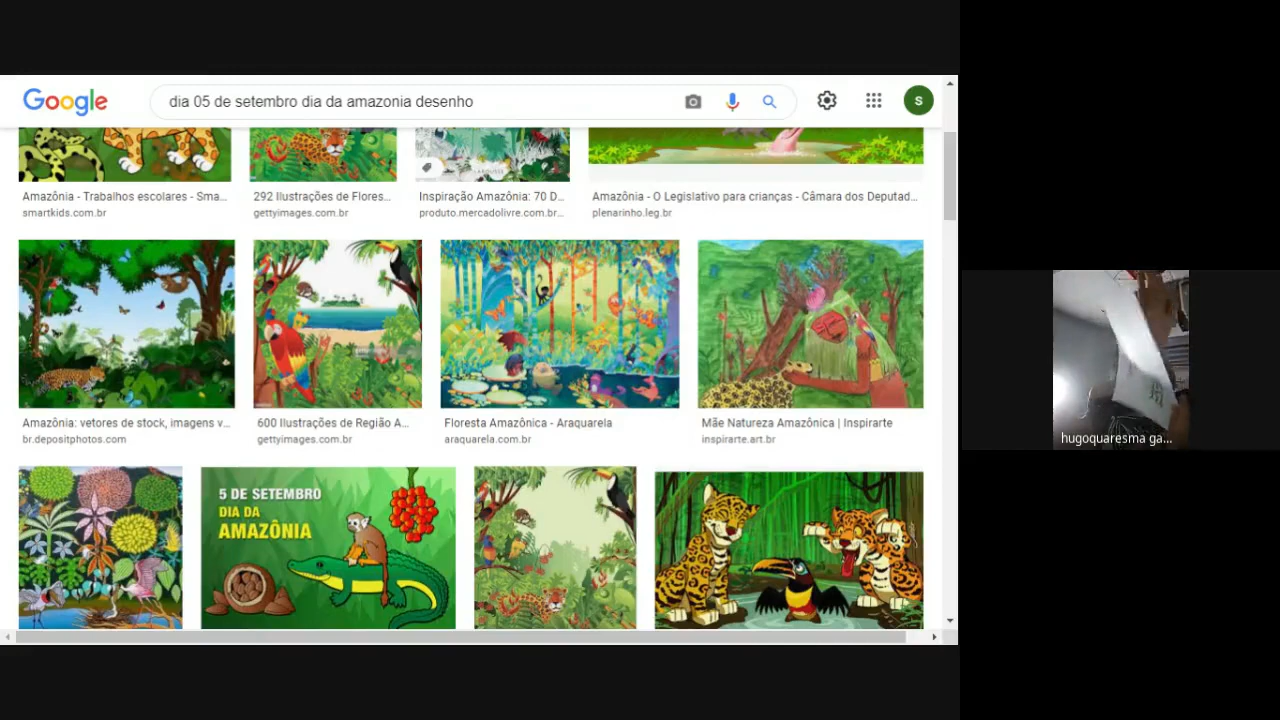 Google
dia 05 de setembro dia da amazonia desenho
S
Amazônia - Trabalhos escolares - Sma...
smartkids.com.br
292 Ilustrações de Flores...
gettyimages.com.br
LAROUSSE
Inspiração Amazônia: 70 D...
produto.mercadolivre.com.br...
Amazônia - O Legislativo para crianças - Câmara dos Deputad...
plenarinho.leg.br
Amazônia: vetores de stock, imagens v...
br.depositphotos.com
600 Ilustrações de Região A...
gettyimages.com.br
Floresta Amazônica - Araquarela
araquarela.com.br
Mãe Natureza Amazônica | Inspirarte
inspirarte.art.br
5 DE SETEMBRO
DIA DA
AMAZÔNIA
hugoquaresma ga...